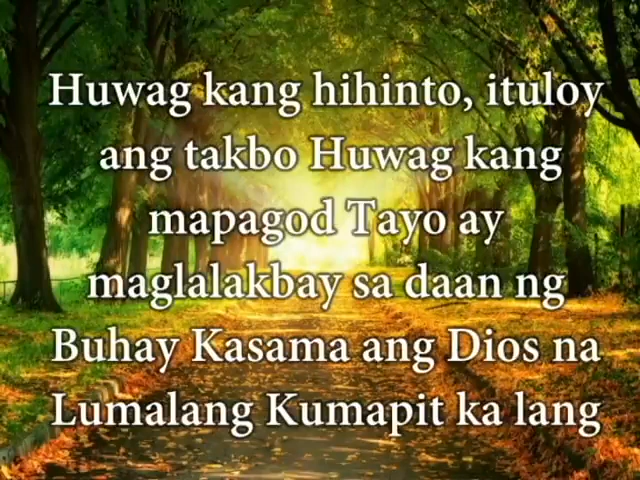 Huwag kang hihinto, ituloy
ang takbo Huwag kang
mapagod Tayo ay
maglalakbay sa daan ng
Buhay Kasama ang Dios na
Lumalang Kumapit ka lang